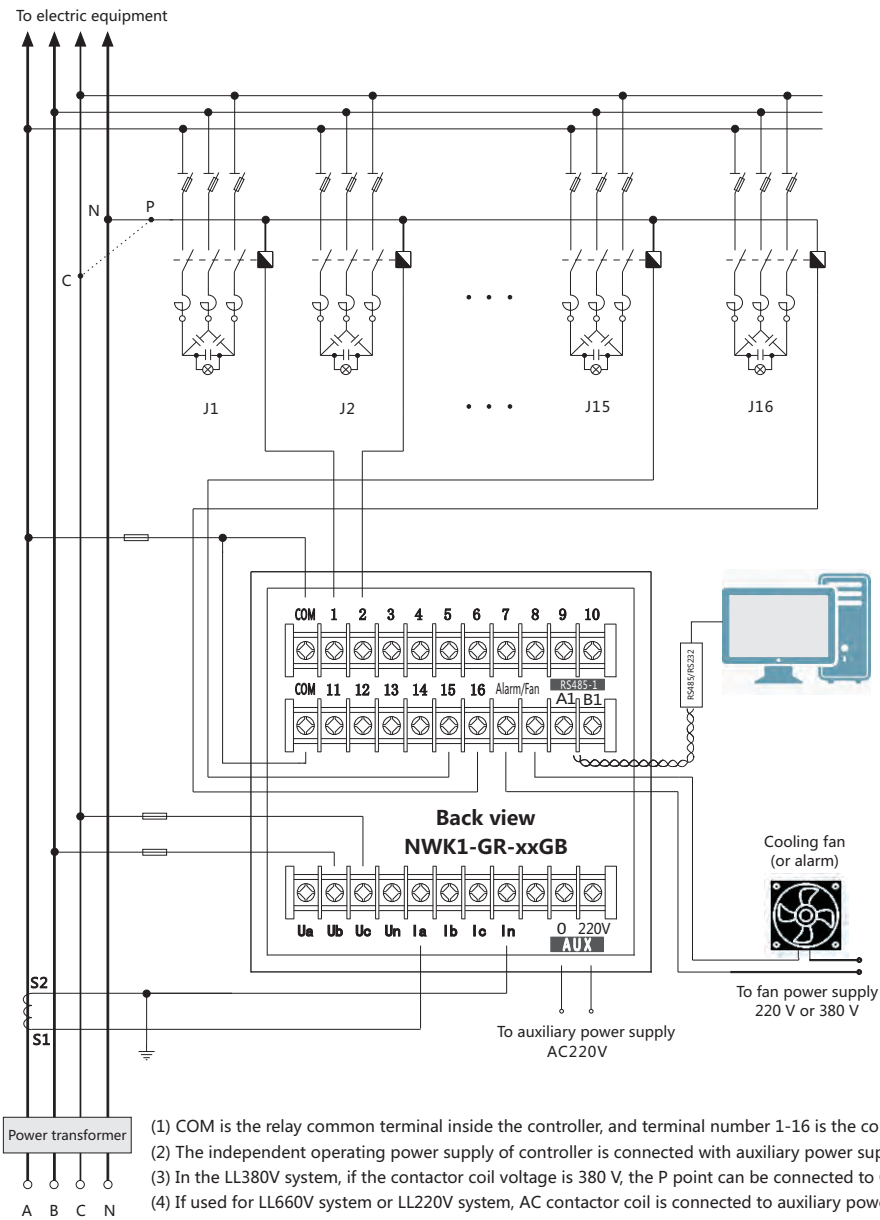 To electric equipment
N
P
C
J1
J2
J15
J16
COM 1 2 3 4 5 6 7 8 9 10
COM 11 12 13 14 15 16 Alarm/Fan RS485-1
A1 B1
RS485/RS232
Back view
NWK1-GR-xxGB
Cooling fan
(or alarm)
Ua Ub Uc Un Ia Ib Ic In 0 220V
AUX
S2
S1
To fan power supply
220 V or 380 V
To auxiliary power supply
AC220V
Power transformer
(1) COM is the relay common terminal inside the controller, and terminal number 1-16 is the
(2) The independent operating power supply of controller is connected with auxiliary power
(3) In the LL380V system, if the contactor coil voltage is 380 V, the P point can be connected to
(4) If used for LL660V system or LL220V system, AC contactor coil is connected to auxiliary
A B C N